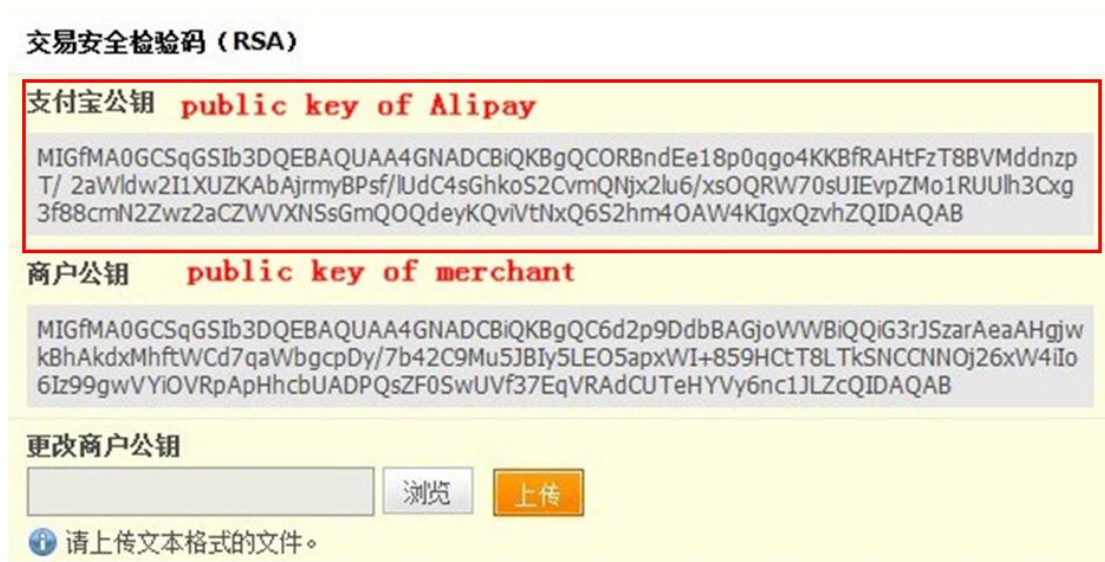 交易安全检验码（RSA）
支付宝公钥 public key of Alipay
MIGfMA0GCSqGSIb3DQEBAQUAA4GNADCBiQKBgQCORBndEe18p0qgo4KKBfRAHtFzT8BVMddnzp
T/ 2aWldw2I1XUZKAbAjrmyBPsf/lUdC4sGhkoS2CvmQNjx2lu6/xsOQRW70sUIEvpZMo1RUUlh3Cxg
3f88cmN2Zwz2aCZWVXNSsGmQOQdeyKQviVtNxQ6S2hm4OAW4KIgxQzvhZQIDAQAB
商户公钥 public key of merchant
MIGfMA0GCSqGSIb3DQEBAQUAA4GNADCBiQKBgQC6d2p9DdbBAGjoWWBiQQiG3rJSzarAeaAHgjw
kBhAkdxMhftWCd7qaWbgcpDy/7b42C9Mu5JBIy5LEO5apxWI+859HCtT8LTkSNCCNNOj26xW4iIo
6Iz99gwVYiOVRpApHhcbUADPQsZF0SwUVf37EqVRAdCUTeHYVy6nc1JLZcQIDAQAB
更改商户公钥
浏览 上传
请上传文本格式的文件。